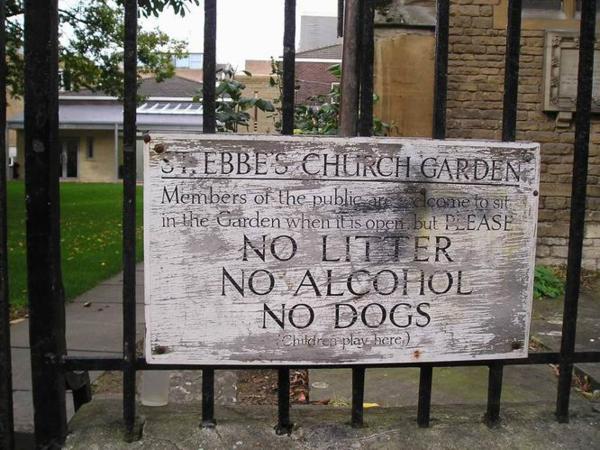 ST. EBBE'S CHURCH GARDEN
Members of the public are welcome to sit
in the Garden when it is open, but PLEASE
NO LITTER
NO ALCOHOL
NO DOGS
(Children play here.)